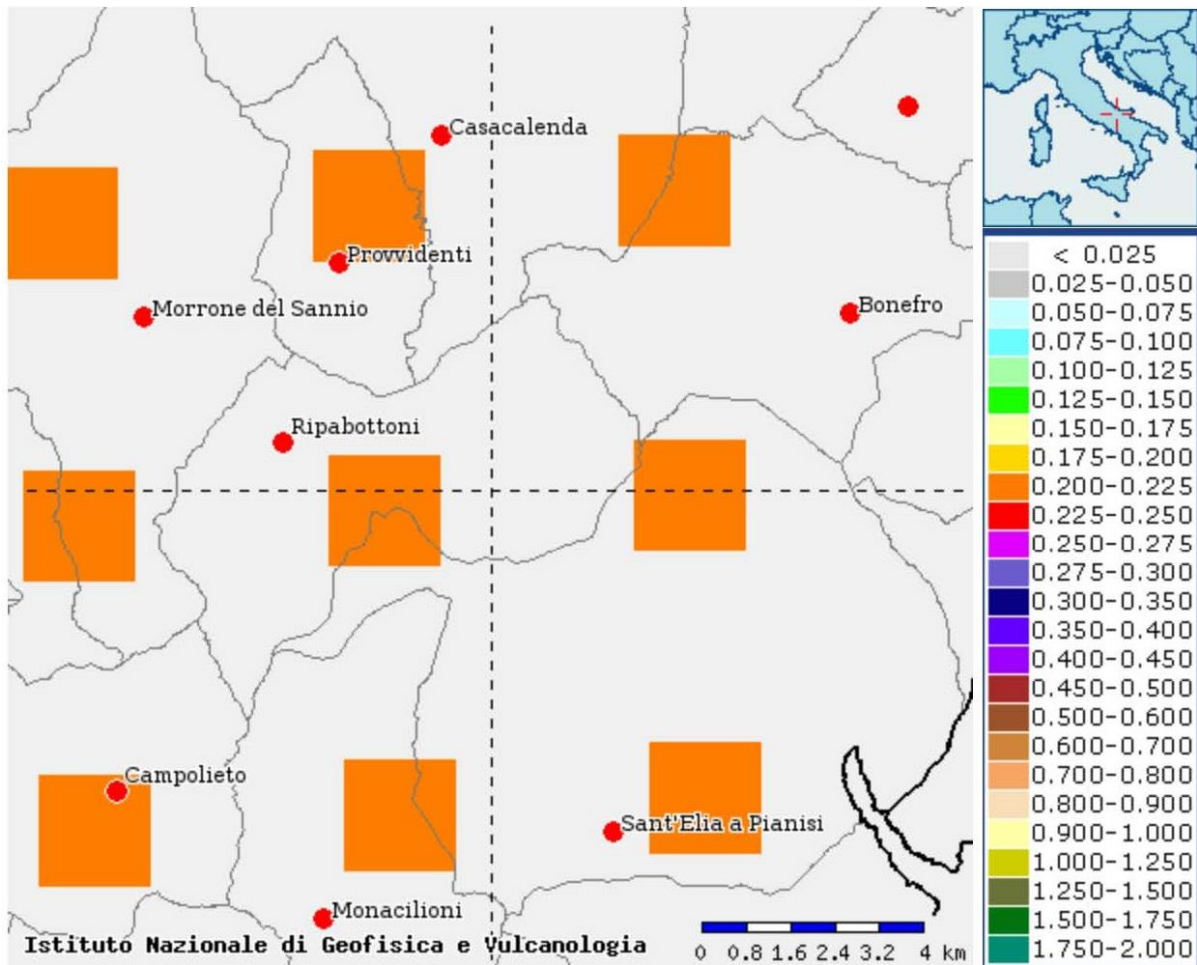 Casacalenda
Provvidenti
Morrone del Sannio
Bonefro
Ripabottoni
Campolieto
Sant'Elia a Pianisi
Monacilioni
Istituto Nazionale di Geofisica e Vulcanologia
0 0.8 1.6 2.4 3.2 4 km
< 0.025
0.025-0.050
0.050-0.075
0.075-0.100
0.100-0.125
0.125-0.150
0.150-0.175
0.175-0.200
0.200-0.225
0.225-0.250
0.250-0.275
0.275-0.300
0.300-0.350
0.350-0.400
0.400-0.450
0.450-0.500
0.500-0.600
0.600-0.700
0.700-0.800
0.800-0.900
0.900-1.000
1.000-1.250
1.250-1.500
1.500-1.750
1.750-2.000